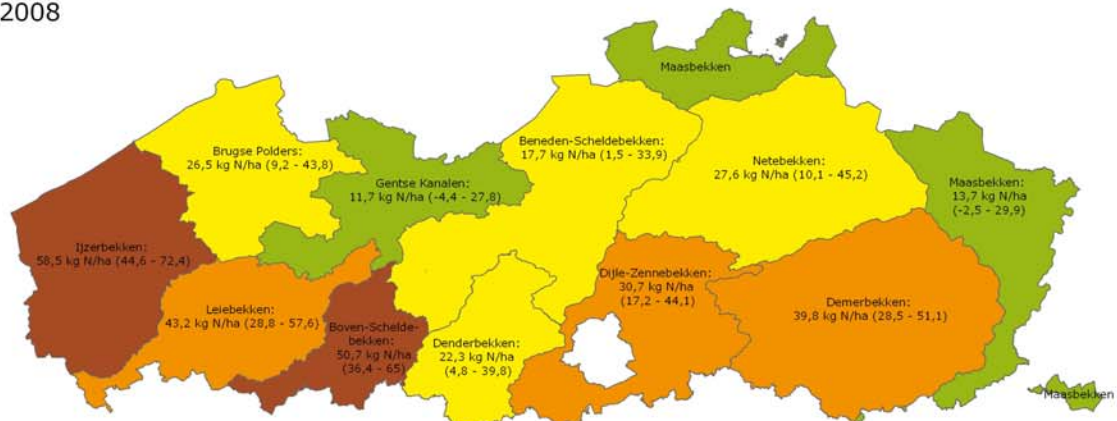 2008
Maasbekken
Brugse Polders:
26,5 kg N/ha (9,2 - 43,8)
Beneden-Scheldebekken:
17,7 kg N/ha (1,5 - 33,9)
Netebekken:
27,6 kg N/ha (10,1 - 45,2)
Gentse Kanalen:
11,7 kg N/ha (-4,4 - 27,8)
Maasbekken:
13,7 kg N/ha
(-2,5 - 29,9)
Ijzerbekken:
58,5 kg N/ha (44,6 - 72,4)
Leiebekken:
43,2 kg N/ha (28,8 - 57,6)
Boven-Schelde-
bekken:
50,7 kg N/ha
(36,4 - 65)
Denderbekken:
22,3 kg N/ha
(4,8 - 39,8)
Dijle-Zennebekken:
30,7 kg N/ha
(17,2 - 44,1)
Demerbekken:
39,8 kg N/ha (28,5 - 51,1)
Maasbekken